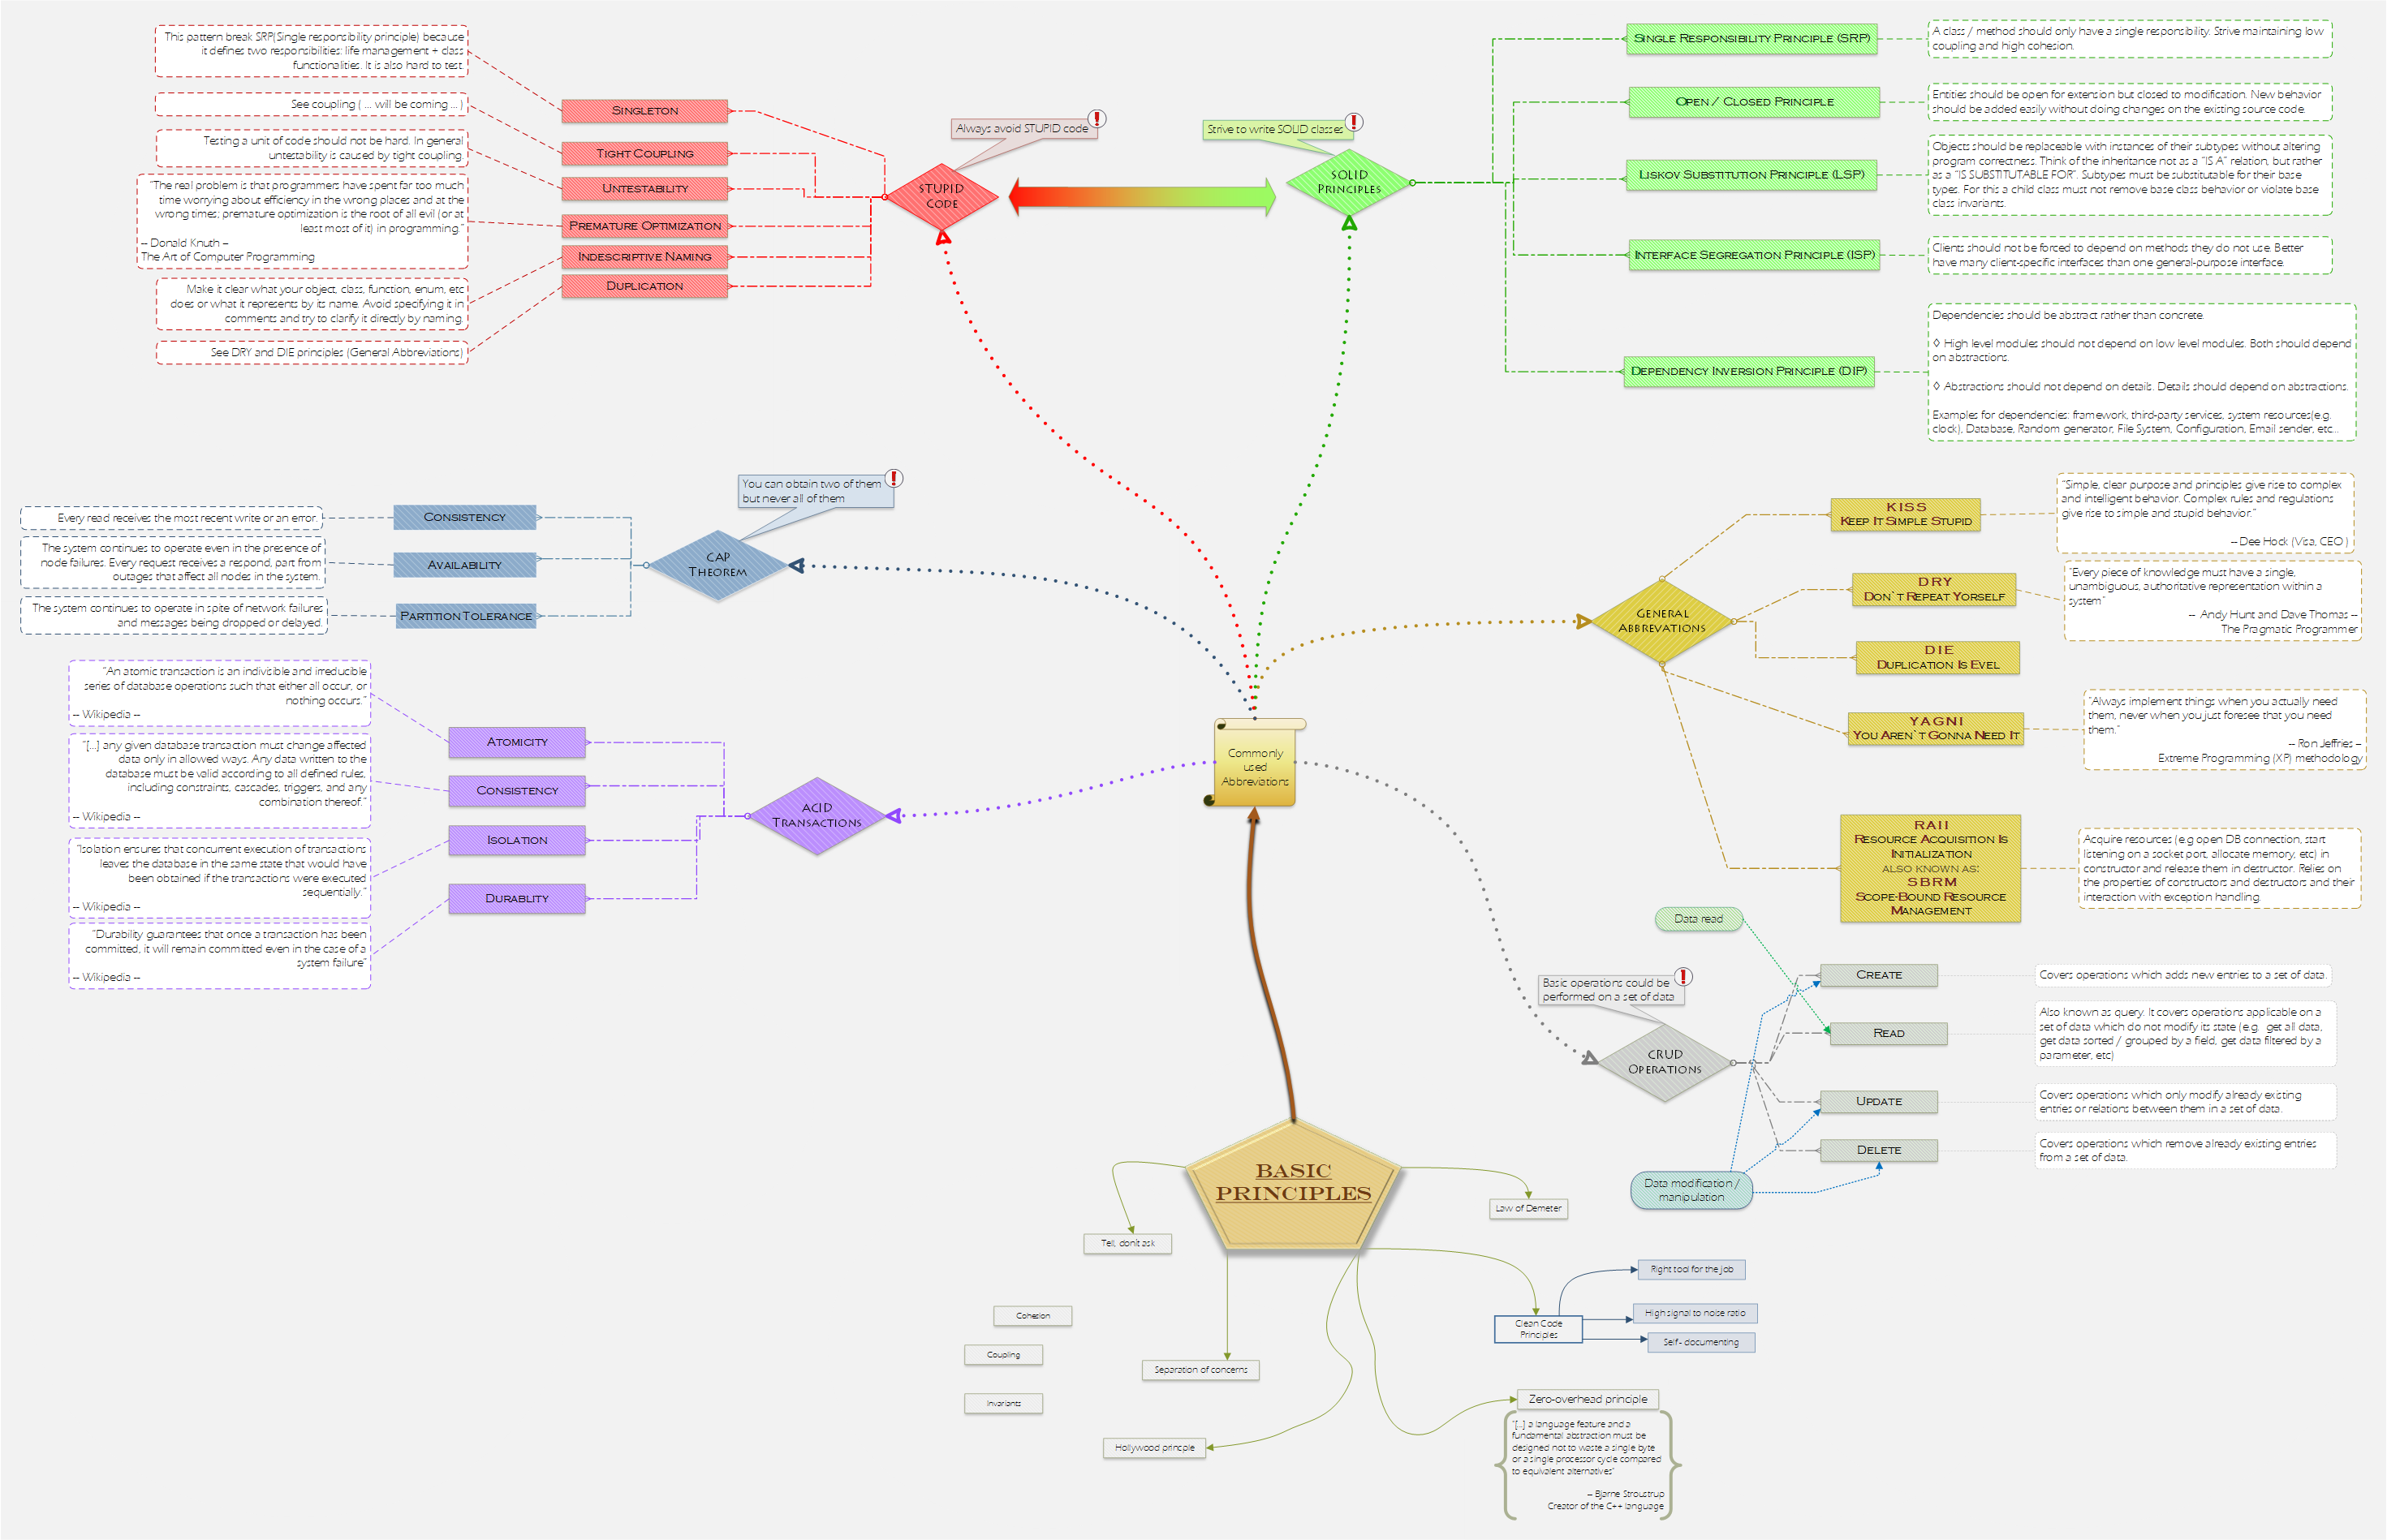 This pattern break SRP(Single responsibility principle) because
it defines two responsibilities: life management + class
functionalities. It is also hard to test.
See coupling ( ... will be coming ... )
Testing a unit of code should not be hard. In general
untestability is caused by tight coupling.
"The real problem is that programmers have spent far too much
time worrying about efficiency in the wrong places and at the
wrong times; premature optimization is the root of all evil (or at
least most of it) in programming."
-- Donald Knuth --
The Art of Computer Programming
Make it clear what your object, class, function, enum, etc
does or what it represents by its name. Avoid specifying it in
comments and try to clarify it directly by naming.
See DRY and DIE principles (General Abbreviations)
SINGLETON
TIGHT COUPLING
UNTESTABILITY
PREMATURE OPTIMIZATION
INDESCRIPTIVE NAMING
DUPLICATION
Always avoid STUPID code
!
STUPID
CODE
Strive to write SOLID classes
!
SOLID
PRINCIPLES
SINGLE RESPONSIBILITY PRINCIPLE (SRP)
A class / method should only have a single responsibility. Strive maintaining low
coupling and high cohesion.
OPEN / CLOSED PRINCIPLE
Entities should be open for extension but closed to modification. New behavior
should be added easily without doing changes on the existing source code.
LISKOV SUBSTITUTION PRINCIPLE (LSP)
Objects should be replaceable with instances of their subtypes without altering
program correctness. Think of the inheritance not as a "IS A" relation, but rather
as a "IS SUBSTITUTABLE FOR". Subtypes must be substitutable for their base
types. For this a child class must not remove base class behavior or violate base
class invariants.
INTERFACE SEGREGATION PRINCIPLE (ISP)
Clients should not be forced to depend on methods they do not use. Better
have many client-specific interfaces than one general-purpose interface.
DEPENDENCY INVERSION PRINCIPLE (DIP)
Dependencies should be abstract rather than concrete.
◊ High level modules should not depend on low level modules. Both should depend
on abstractions.
◊ Abstractions should not depend on details. Details should depend on abstractions.
Examples for dependencies: framework, third-party services, system resources(e.g.
clock), Database, Random generator, File System, Configuration, Email sender, etc...
You can obtain two of them
but never all of them
!
CAP
THEOREM
CONSISTENCY
Every read receives the most recent write or an error.
AVAILABILITY
The system continues to operate even in the presence of
node failures. Every request receives a respond, part from
outages that affect all nodes in the system.
PARTITION TOLERANCE
The system continues to operate in spite of network failures
and messages being dropped or delayed.
GENERAL
ABBREVATIONS
KISS
KEEP IT SIMPLE STUPID
"Simple, clear purpose and principles give rise to complex
and intelligent behavior. Complex rules and regulations
give rise to simple and stupid behavior."
-- Dee Hock (Visa, CEO )
DRY
DON`T REPEAT YORSELF
"Every piece of knowledge must have a single,
unambiguous, authoritative representation within a
system"
-- Andy Hunt and Dave Thomas --
The Pragmatic Programmer
DIE
DUPLICATION IS EVEL
YAGNI
YOU AREN`T GONNA NEED IT
"Always implement things when you actually need
them, never when you just foresee that you need
them."
-- Ron Jeffries --
Extreme Programming (XP) methodology
RAII
RESOURCE ACQUISITION IS
INITIALIZATION
ALSO KNOWN AS:
SBRM
SCOPE-BOUND RESOURCE
MANAGEMENT
Acquire resources (e.g open DB connection, start
listening on a socket port, allocate memory, etc) in
constructor and release them in destructor. Relies on
the properties of constructors and destructors and their
interaction with exception handling.
Commonly
used
Abbreviations
ACID
TRANSACTIONS
ATOMICITY
"An atomic transaction is an indivisible and irreducible
series of database operations such that either all occur, or
nothing occurs."
-- Wikipedia --
CONSISTENCY
"[...] any given database transaction must change affected
data only in allowed ways. Any data written to the
database must be valid according to all defined rules,
including constraints, cascades, triggers, and any
combination thereof."
-- Wikipedia --
ISOLATION
"Isolation ensures that concurrent execution of transactions
leaves the database in the same state that would have
been obtained if the transactions were executed
sequentially."
-- Wikipedia --
DURABLITY
"Durability guarantees that once a transaction has been
committed, it will remain committed even in the case of a
system failure"
-- Wikipedia --
Data read
Basic operations could be
performed on a set of data
!
CRUD
OPERATIONS
CREATE
Covers operations which adds new entries to a set of data.
READ
Also known as query. It covers operations applicable on a
set of data which do not modify its state (e.g. get all data,
get data sorted / grouped by a field, get data filtered by a
parameter, etc)
UPDATE
Covers operations which only modify already existing
entries or relations between them in a set of data.
DELETE
Covers operations which remove already existing entries
from a set of data.
Data modification /
manipulation
BASIC
PRINCIPLES
Law of Demeter
Tell, don't ask
Cohesion
Coupling
Invariants
Separation of concerns
Hollywood princple
Clean Code
Principles
Right tool for the job
High signal to noise ratio
Self- documenting
Zero-overhead principle
"[...] a language feature and a
fundamental abstraction must be
designed not to waste a single byte
or a single processor cycle compared
to equivalent alternatives"
-- Bjarne Stroustrup
Creator of the C++ language